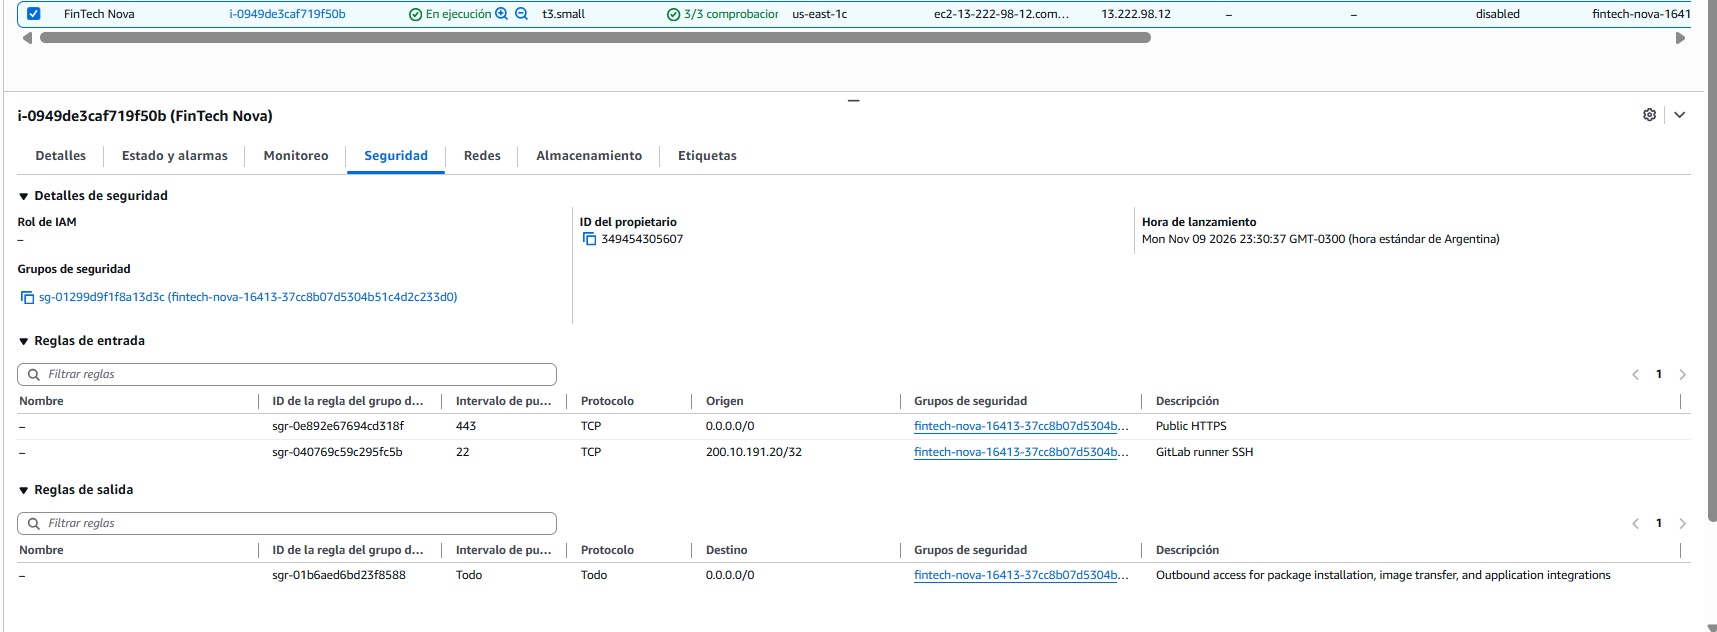 FinTech Nova i-0949de3caf719f50b En ejecución t3.small 3/3 comprobacior us-east-1c ec2-13-222-98-12.com... 13.222.98.12 – – disabled fintech-nova-1641
i-0949de3caf719f50b (FinTech Nova)
Detalles Estado y alarmas Monitoreo Seguridad Redes Almacenamiento Etiquetas
Detalles de seguridad
Rol de IAM ID del propietario Hora de lanzamiento
– 349454305607 Mon Nov 09 2026 23:30:37 GMT-0300 (hora estándar de Argentina)
Grupos de seguridad
sg-01299d9f1f8a13d3c (fintech-nova-16413-37cc8b07d5304b51c4d2c233d0)
Reglas de entrada
Filtrar reglas 1
Nombre ID de la regla del grupo d... Intervalo de pu... Protocolo Origen Grupos de seguridad Descripción
– sgr-0e892e67694cd318f 443 TCP 0.0.0.0/0 fintech-nova-16413-37cc8b07d5304b... Public HTTPS
– sgr-040769c59c295fc5b 22 TCP 200.10.191.20/32 fintech-nova-16413-37cc8b07d5304b... GitLab runner SSH
Reglas de salida
Filtrar reglas 1
Nombre ID de la regla del grupo d... Intervalo de pu... Protocolo Destino Grupos de seguridad Descripción
– sgr-01b6aed6bd23f8588 Todo Todo 0.0.0.0/0 fintech-nova-16413-37cc8b07d5304b... Outbound access for package installation, image transfer, and application integrations